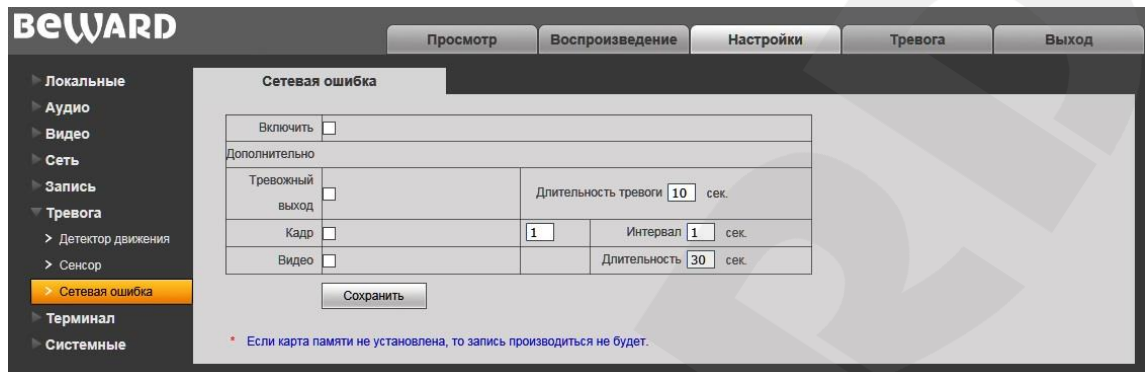 BEWARD
Просмотр Воспроизведение Настройки Тревога Выход
Локальные
Аудио
Видео
Сеть
Запись
Тревога
> Детектор движения
> Сенсор
> Сетевая ошибка
Терминал
Системные
Сетевая ошибка
Включить
Дополнительно
Тревожный выход Длительность тревоги 10 сек.
Кадр 1 Интервал 1 сек.
Видео Длительность 30 сек.
Сохранить
* Если карта памяти не установлена, то запись производиться не будет.